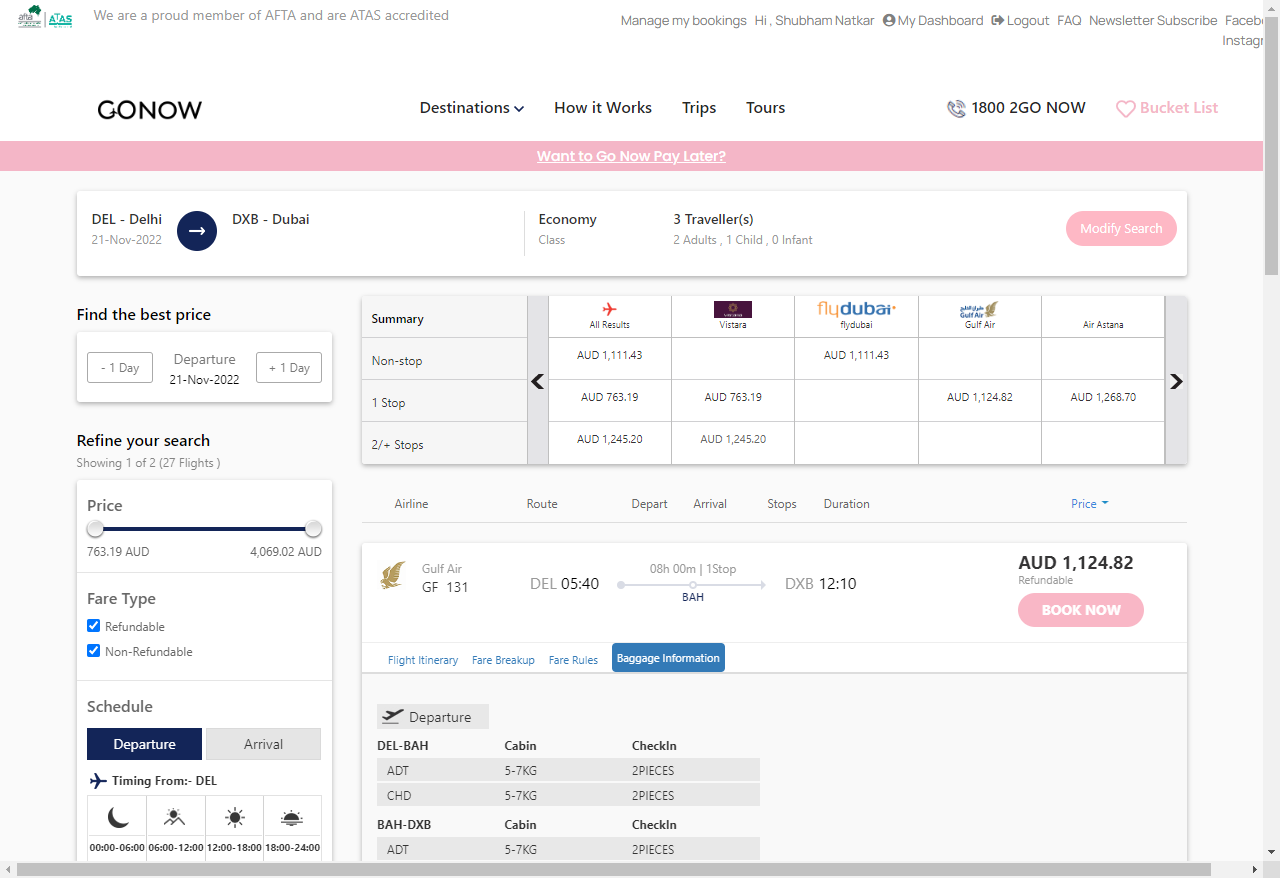 afta ATAS We are a proud member of AFTA and are ATAS accredited
Manage my bookings Hi , Shubham Natkar My Dashboard Logout FAQ Newsletter Subscribe Faceb
Instagr
GONOW Destinations How it Works Trips Tours 1800 2GO NOW Bucket List
Want to Go Now Pay Later?
DEL - Delhi DXB - Dubai Economy 3 Traveller(s) Modify Search
21-Nov-2022 Class 2 Adults , 1 Child , 0 Infant
Find the best price
- 1 Day Departure + 1 Day
21-Nov-2022
Refine your search
Showing 1 of 2 (27 Flights )
Price
763.19 AUD 4,069.02 AUD
Fare Type
Refundable
Non-Refundable
Schedule
Departure Arrival
Timing From:- DEL
00:00-06:00 06:00-12:00 12:00-18:00 18:00-24:00
Summary All Results Vistara flydubai flydubai Gulf Air Gulf Air Air Astana
Non-stop AUD 1,111.43 AUD 1,111.43
1 Stop AUD 763.19 AUD 763.19 AUD 1,124.82 AUD 1,268.70
2/+ Stops AUD 1,245.20 AUD 1,245.20
Airline Route Depart Arrival Stops Duration Price
Gulf Air 08h 00m | 1Stop AUD 1,124.82
GF 131 DEL 05:40 DXB 12:10 Refundable
BAH BOOK NOW
Flight Itinerary Fare Breakup Fare Rules Baggage Information
Departure
DEL-BAH Cabin CheckIn
ADT 5-7KG 2PIECES
CHD 5-7KG 2PIECES
BAH-DXB Cabin CheckIn
ADT 5-7KG 2PIECES